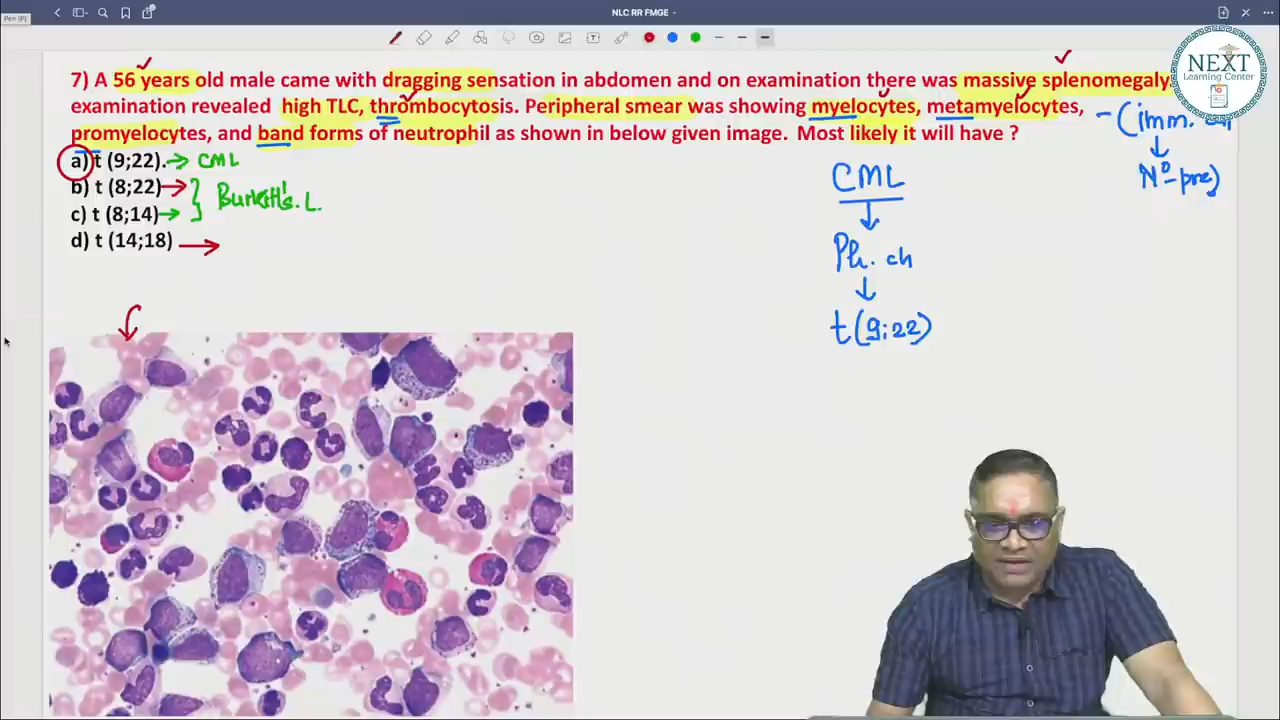 Pen (P)
NLC RR FMGE
NEXT
Learning Center
7) A 56 years old male came with dragging sensation in abdomen and on examination there was massive splenomegaly
examination revealed high TLC, thrombocytosis. Peripheral smear was showing myelocytes, metamyelocytes,
promyelocytes, and band forms of neutrophil as shown in below given image. Most likely it will have ?
a) t (9;22). → CML
b) t (8;22) →
c) t (8;14) →
Burkitt's. L.
d) t (14;18) →
CML
↓
Ph. ch
↓
t(9;22)
- (imm.
↓